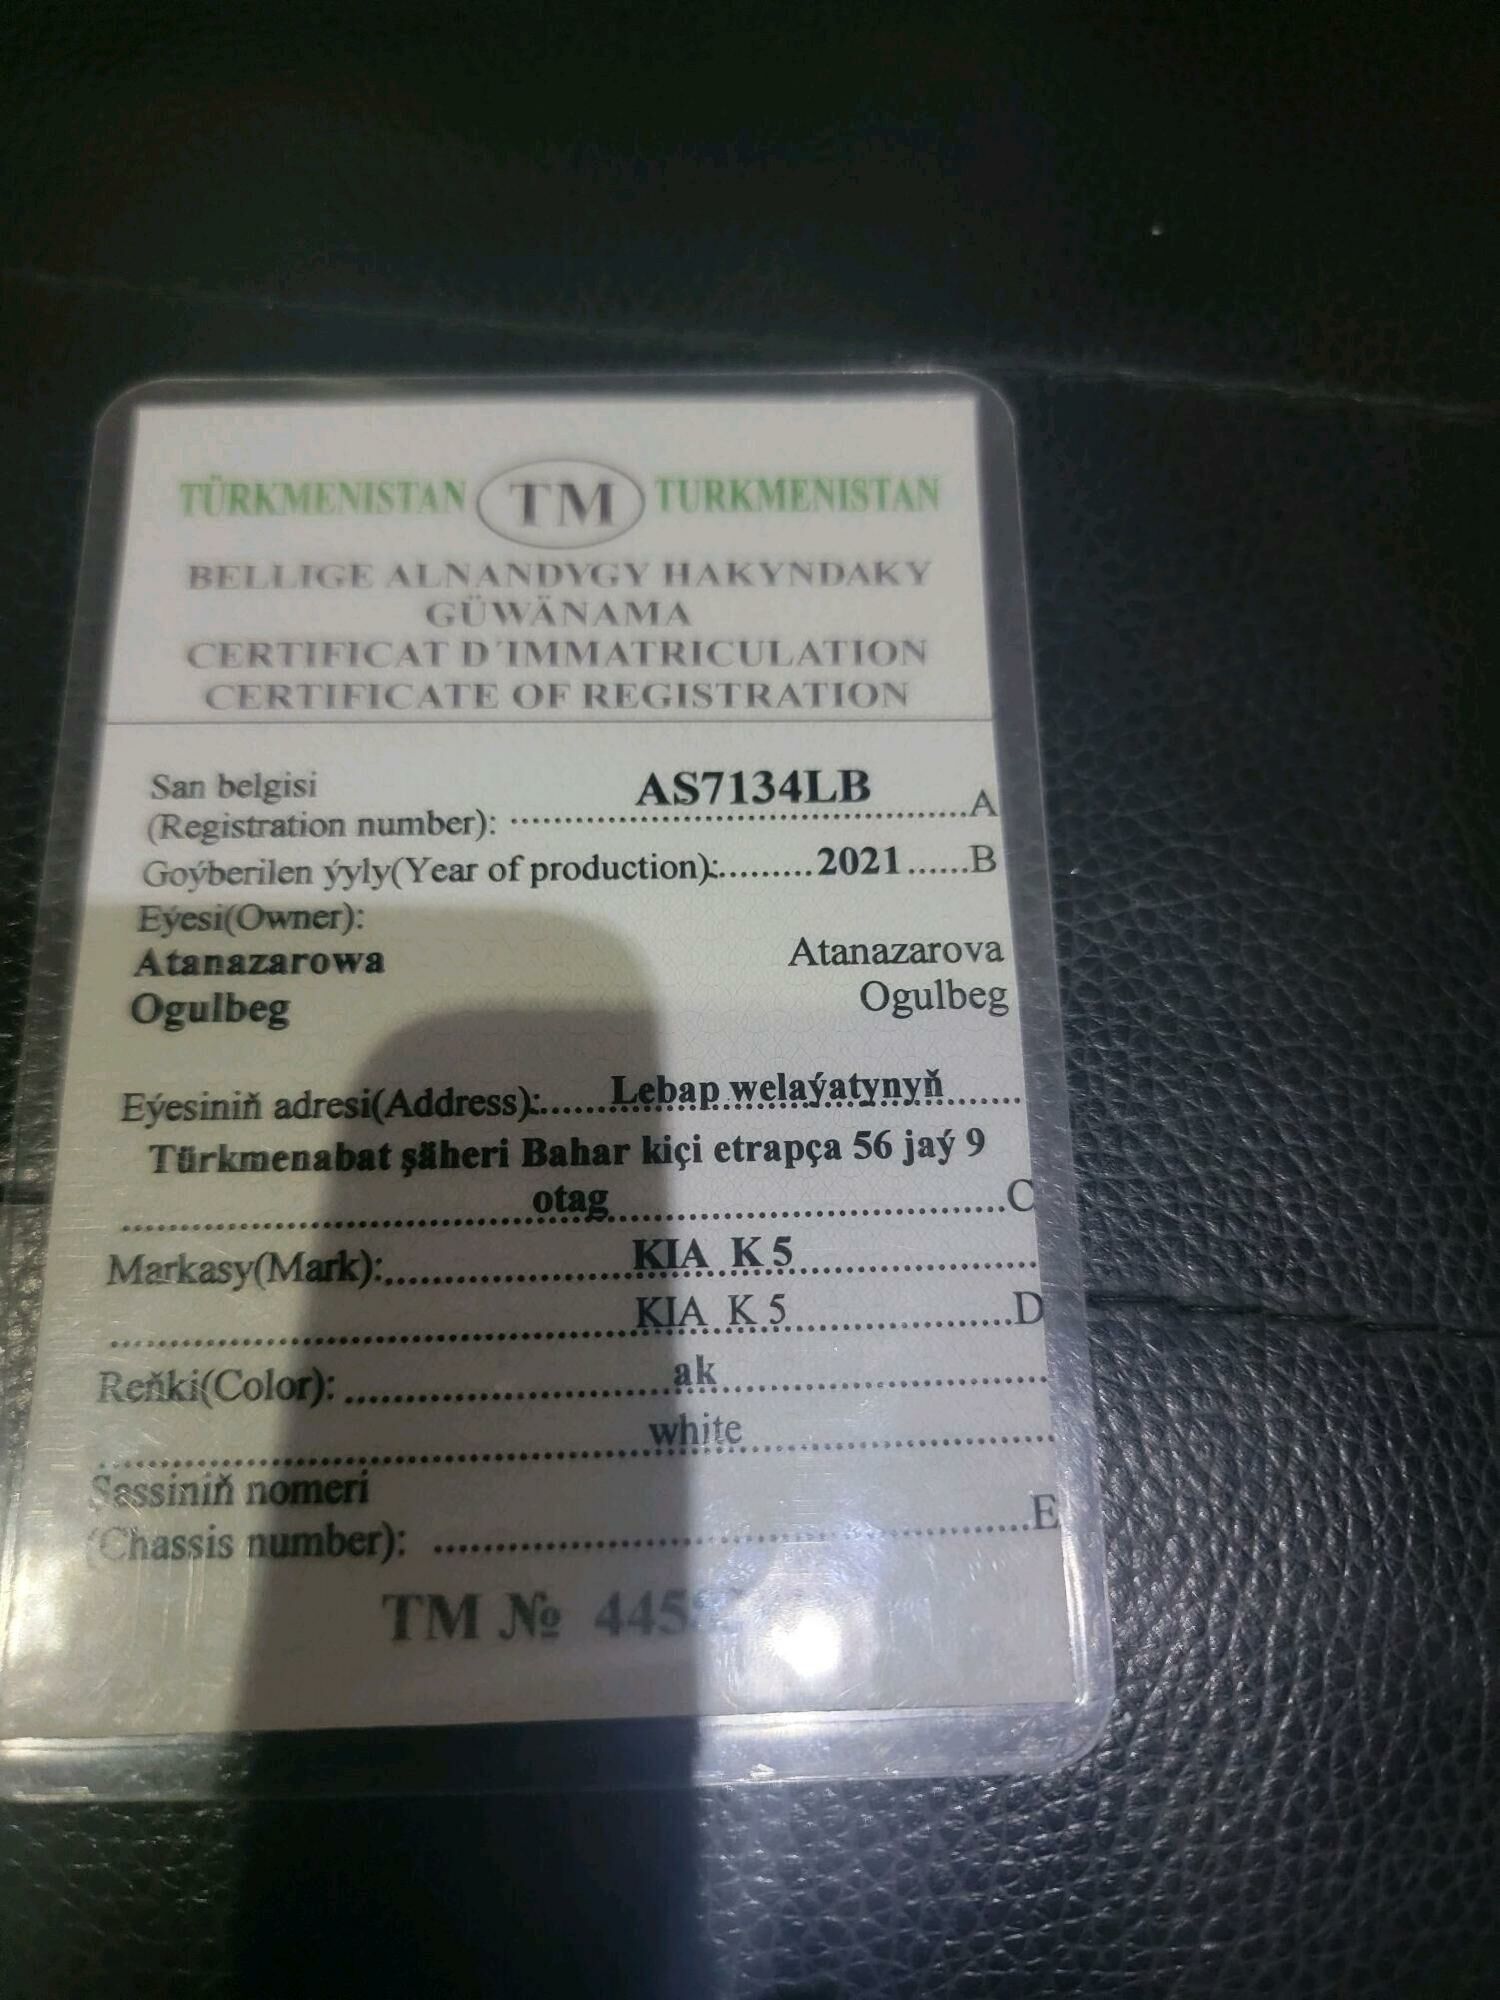 TÜRKMENISTAN TM TURKMENISTAN
BELLIGE ALNANDYGY HAKYNDAKY
GÜWÄNAMA
CERTIFICAT D'IMMATRICULATION
CERTIFICATE OF REGISTRATION
San belgisi
(Registration number): AS7134LB A
Goýberilen ýyly(Year of production): 2021 B
Eýesi(Owner):
Atanazarowa Atanazarova
Ogulbeg Ogulbeg
Eýesiniň adresi(Address): Lebap welaýatynyň
Türkmenabat şäheri Bahar kiçi etrapça 56 jaý 9
otag C
Markasy(Mark): KIA K 5
KIA K 5 D
Reňki(Color): ak
white
Şassiniň nomeri
(Chassis number): E
TM №